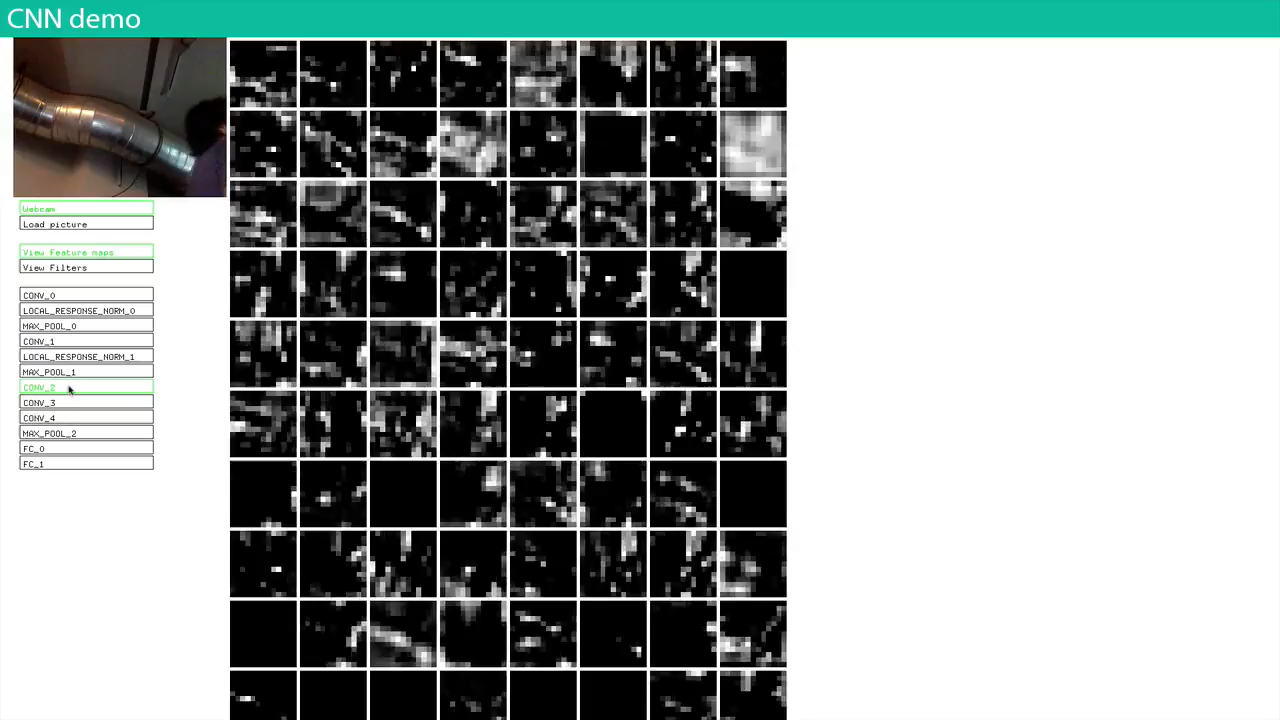 CNN demo
Webcam
Load picture
View Feature maps
View Filters
CONV_0
LOCAL_RESPONSE_NORM_0
MAX_POOL_0
CONV_1
LOCAL_RESPONSE_NORM_1
MAX_POOL_1
CONV_2
CONV_3
CONV_4
MAX_POOL_2
FC_0
FC_1